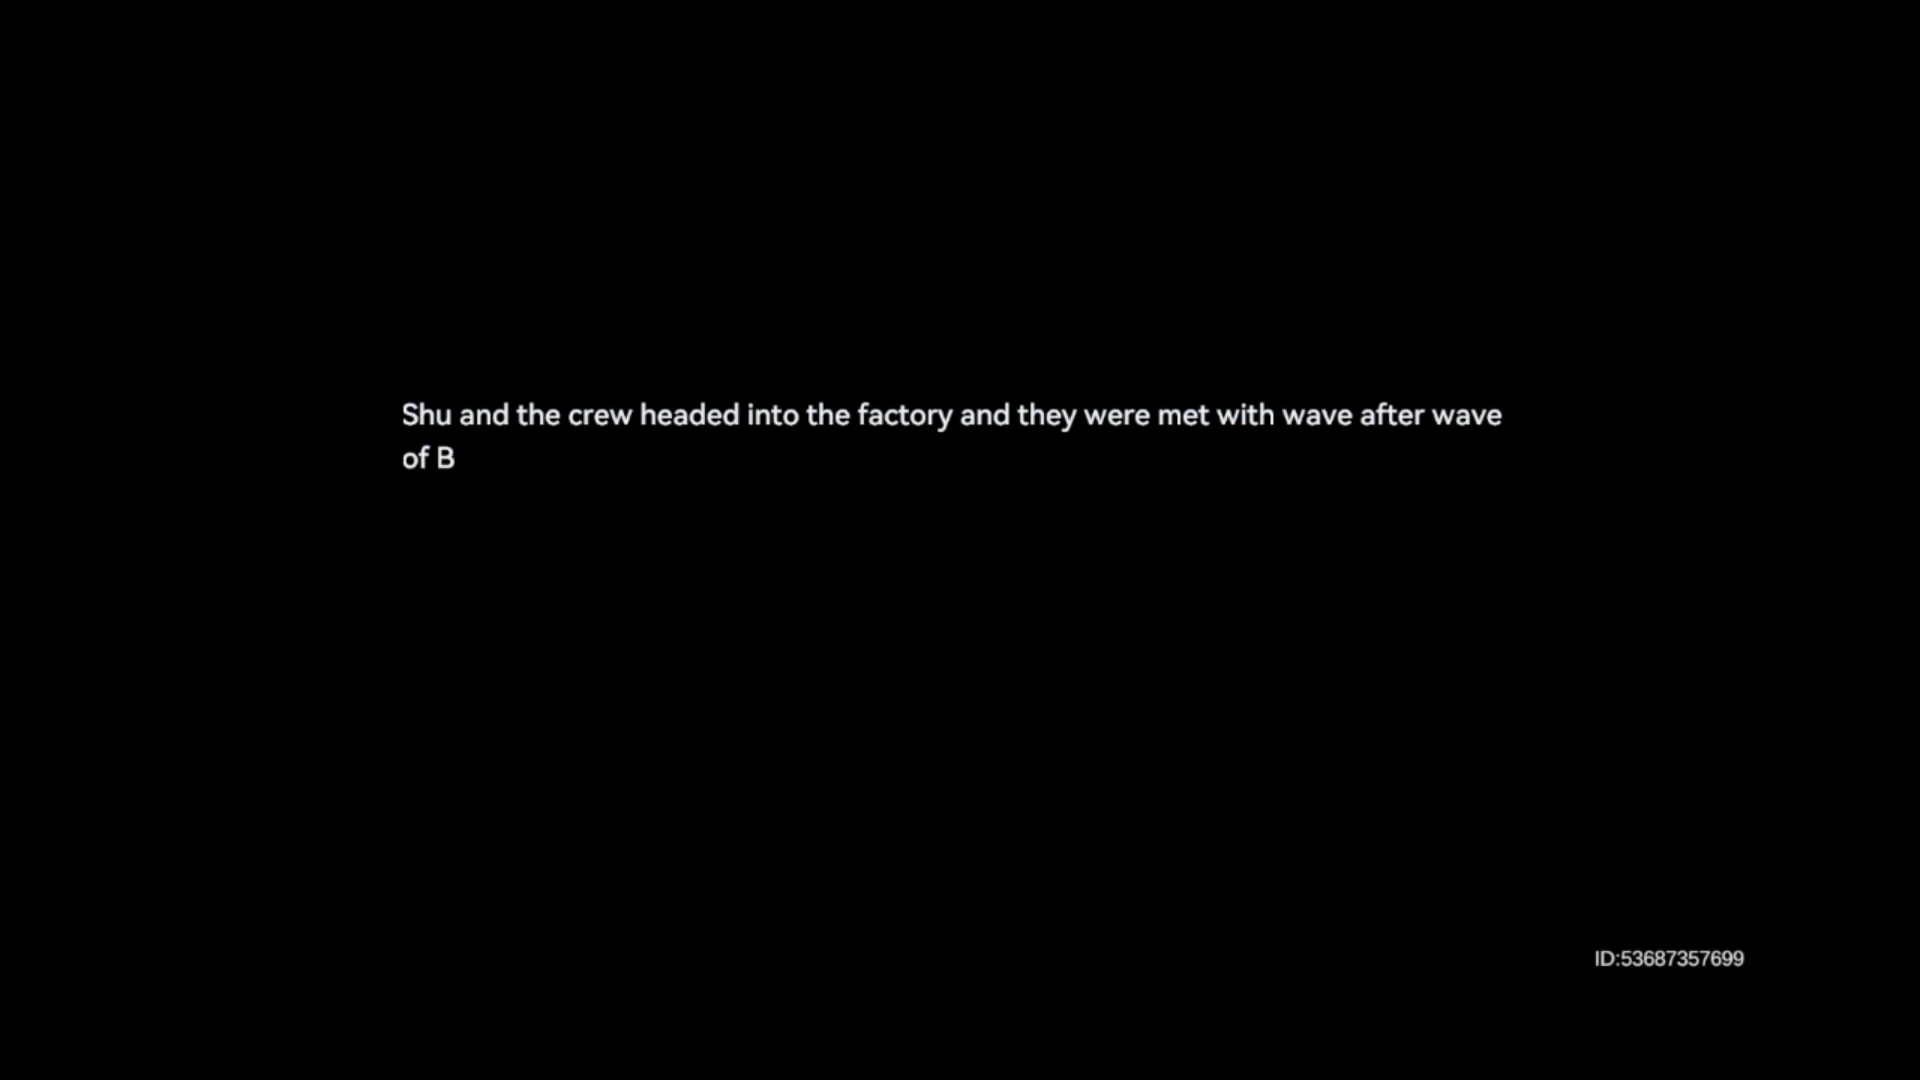 Shu and the crew headed into the factory and they were met with wave after wave
of B
ID:53687357699